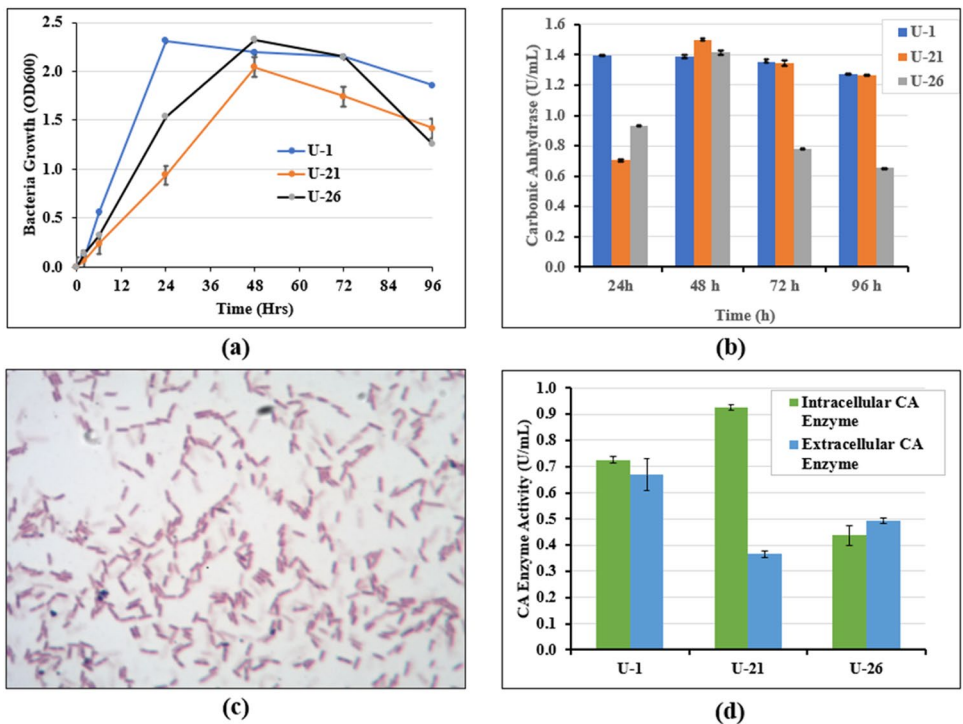 Bacteria Growth (OD600)
2.5
2.0
1.5
1.0
0.5
0.0
U-1
U-21
U-26
0 12 24 36 48 60 72 84 96
Time (Hrs)
(a)
Carbonic Anhydrase (U/mL)
1.6
1.4
1.2
1.0
0.8
0.6
0.4
0.2
0.0
U-1
U-21
U-26
24h 48 h 72 h 96 h
Time (h)
(b)
(c)
CA Enzyme Activity (U/mL)
1.0
0.9
0.8
0.7
0.6
0.5
0.4
0.3
0.2
0.1
0.0
Intracellular CA
Enzyme
Extracellular CA
Enzyme
U-1 U-21 U-26
(d)